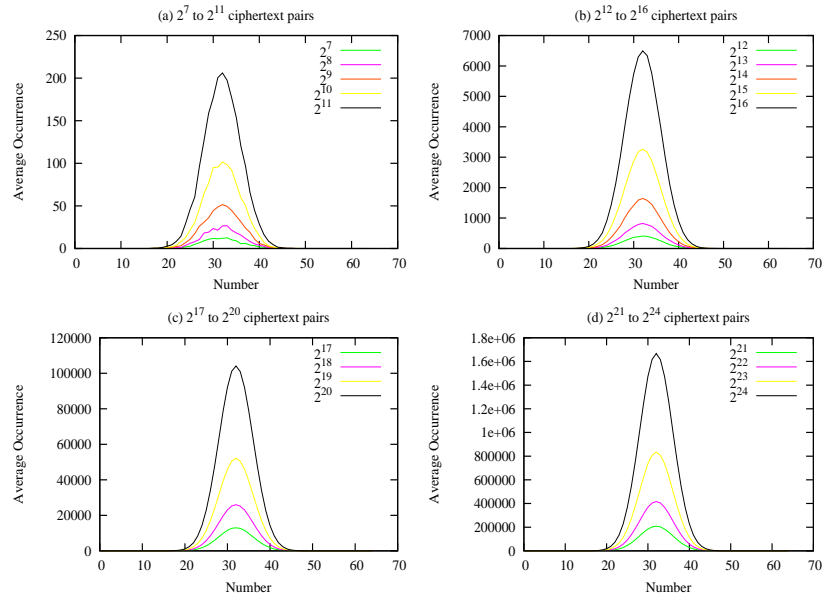 (a) 2^7 to 2^11 ciphertext pairs
Average Occurrence
250
200
150
100
50
0
0 10 20 30 40 50 60 70
Number
2^7
2^8
2^9
2^10
2^11
(b) 2^12 to 2^16 ciphertext pairs
Average Occurrence
7000
6000
5000
4000
3000
2000
1000
0
0 10 20 30 40 50 60 70
Number
2^12
2^13
2^14
2^15
2^16
(c) 2^17 to 2^20 ciphertext pairs
Average Occurrence
120000
100000
80000
60000
40000
20000
0
0 10 20 30 40 50 60 70
Number
2^17
2^18
2^19
2^20
(d) 2^21 to 2^24 ciphertext pairs
Average Occurrence
1.8e+06
1.6e+06
1.4e+06
1.2e+06
1e+06
800000
600000
400000
200000
0
0 10 20 30 40 50 60 70
Number
2^21
2^22
2^23
2^24